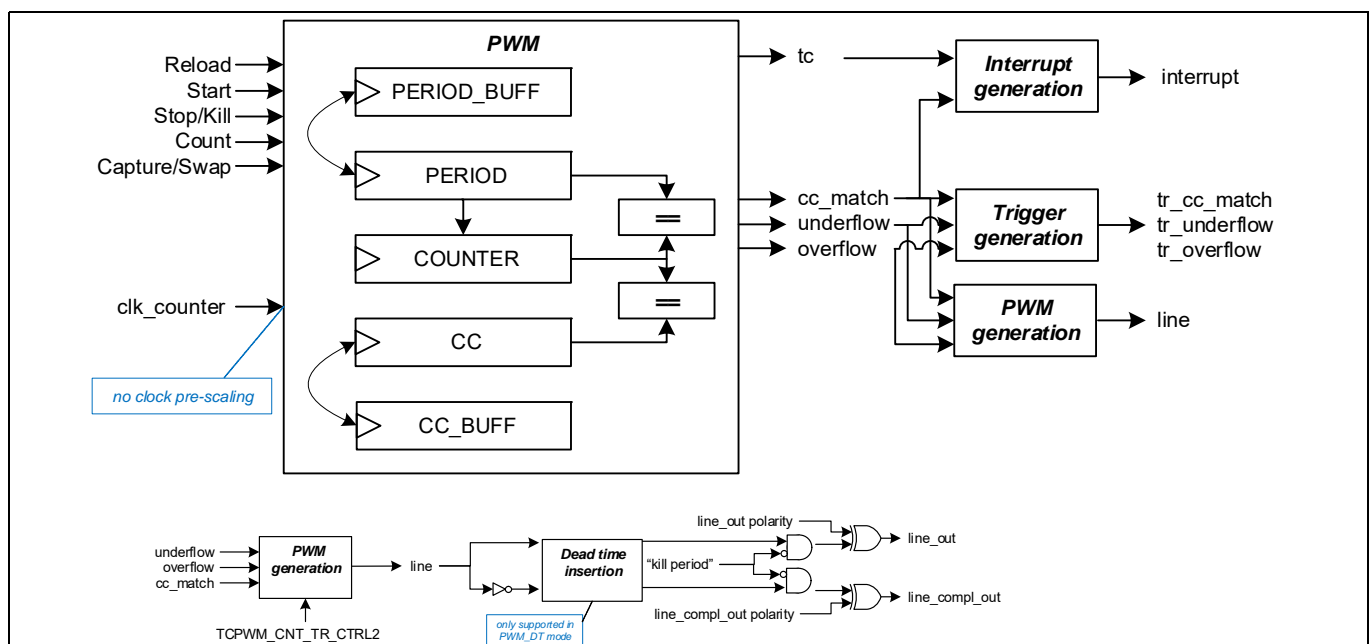 PWM
Reload
Start
Stop/Kill
Count
Capture/Swap
clk_counter
no clock pre-scaling
PERIOD_BUFF
PERIOD
==
COUNTER
==
CC
CC_BUFF
tc
cc_match
underflow
overflow
Interrupt
generation
interrupt
Trigger
generation
tr_cc_match
tr_underflow
tr_overflow
PWM
generation
line
underflow
overflow
cc_match
PWM
generation
TCPWM_CNT_TR_CTRL2
line
Dead time
insertion
only supported in
PWM_DT mode
line_out polarity
“kill period”
line_compl_out polarity
line_out
line_compl_out